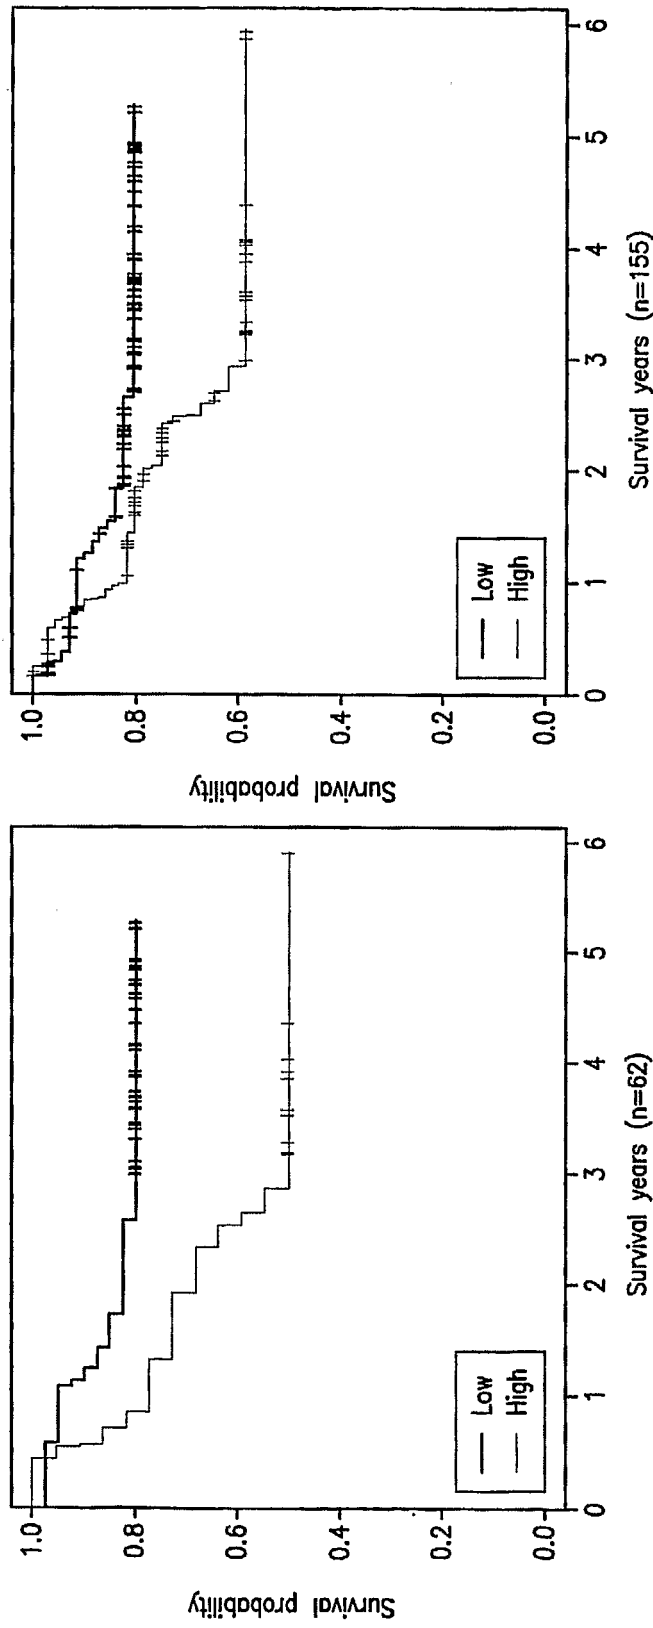 Survival probability
1.0
0.8
0.6
0.4
0.2
0.0
Low
High
0 1 2 3 4 5 6
Survival years (n=62)
Survival probability
1.0
0.8
0.6
0.4
0.2
0.0
Low
High
0 1 2 3 4 5 6
Survival years (n=155)